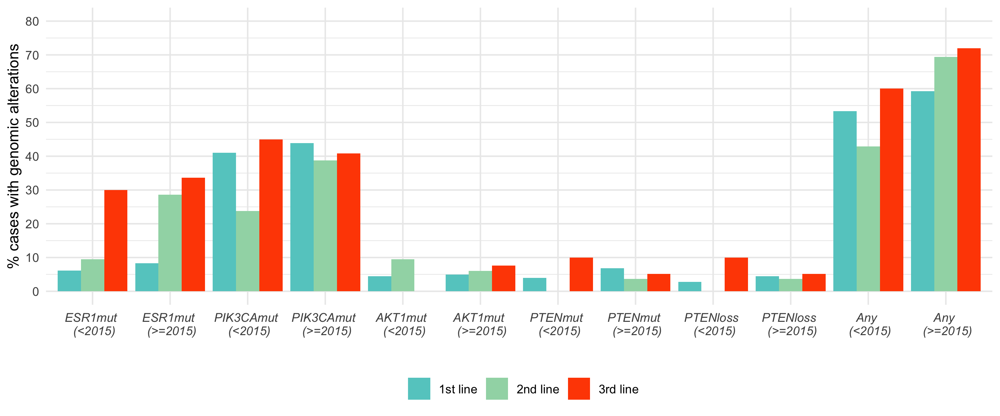 % cases with genomic alterations
80
70
60
50
40
30
20
10
0
ESR1mut
(<2015)
ESR1mut
(>=2015)
PIK3CAmut
(<2015)
PIK3CAmut
(>=2015)
AKT1mut
(<2015)
AKT1mut
(>=2015)
PTENmut
(<2015)
PTENmut
(>=2015)
PTENloss
(<2015)
PTENloss
(>=2015)
Any
(<2015)
Any
(>=2015)
1st line
2nd line
3rd line